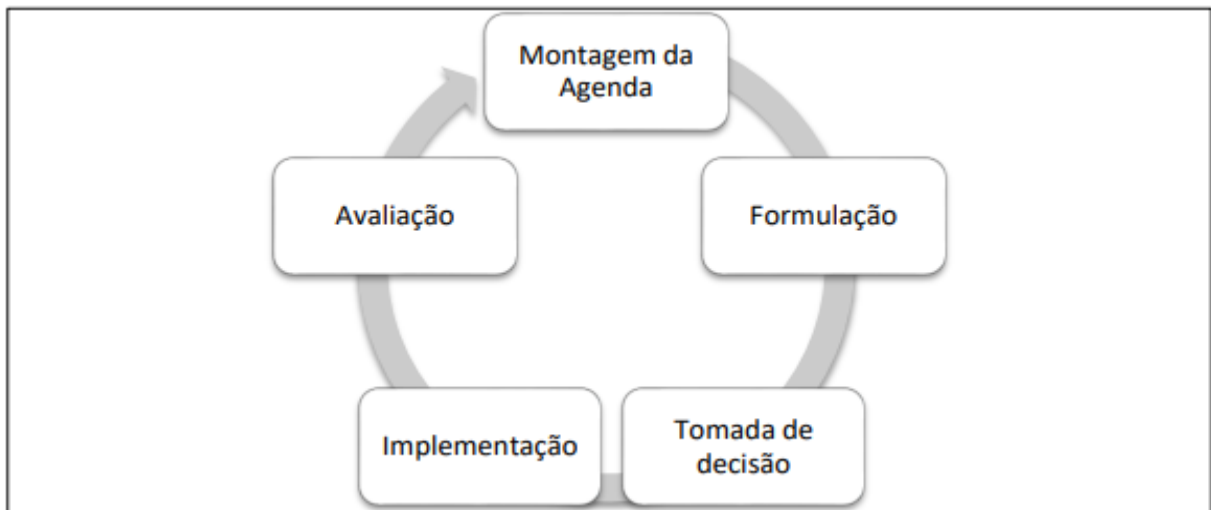 Montagem da
Agenda
Formulação
Tomada de
decisão
Implementação
Avaliação